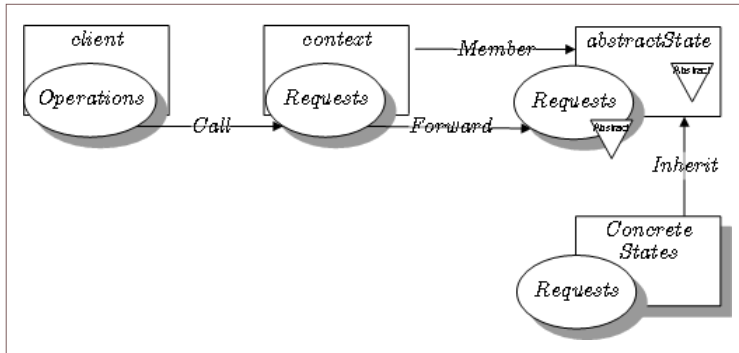 client
context
abstractState
Member
Abstract
Operations
Requests
Requests
Call
Forward
Abstract
Inherit
Concrete
States
Requests